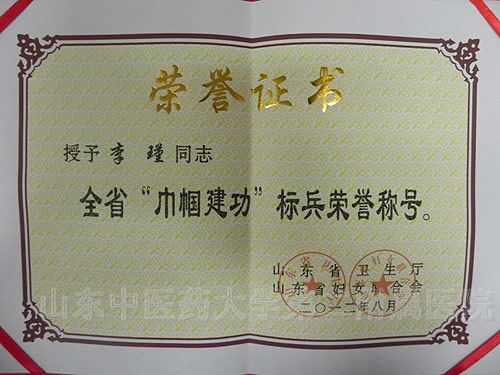 荣誉证书
授予 李 瑾 同志
全省“巾帼建功”标兵荣誉称号。
山东省卫生厅
山东省妇女联合会
二〇一二年八月
山东中医药大学 附属医院